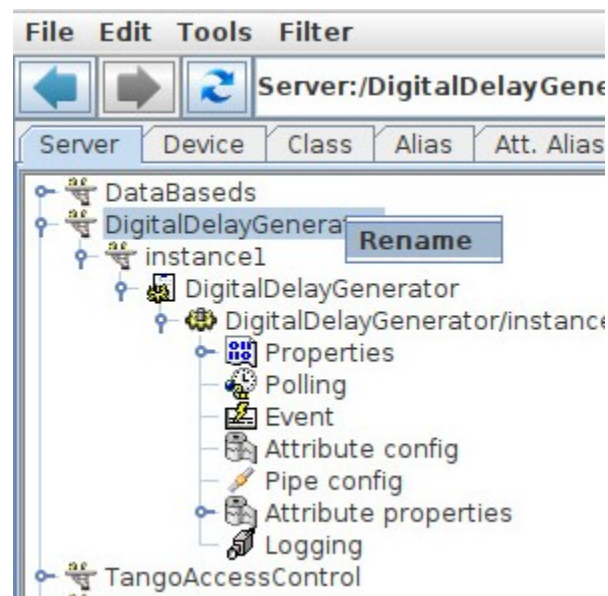 File Edit Tools Filter
Server:/DigitalDelayGene
Server Device Class Alias Att. Alias
DataBaseds
DigitalDelayGenera
Rename
instance1
DigitalDelayGenerator
DigitalDelayGenerator/instance
Properties
Polling
Event
Attribute config
Pipe config
Attribute properties
Logging
TangoAccessControl